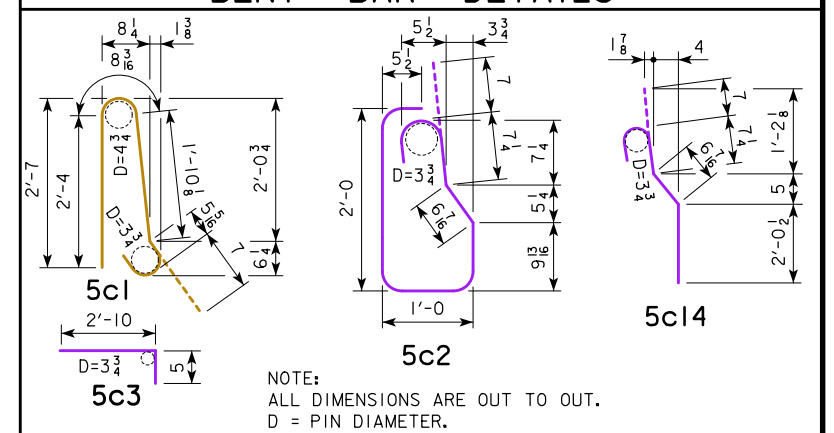 8 1/4
1 3/8
8 3/16
2'-7
2'-4
D=4 3/4
1'-10 1/8
2'-0 3/4
D=3 3/4
5 5/16
7
6 1/4
5c1
2'-10
D=3 3/4
5
5c3
5 1/2
3 3/4
5 1/2
7
7 1/4
7 1/4
D=3 3/4
2'-0
6 7/16
5 1/4
9 13/16
1'-0
5c2
1 7/8
4
7
7 1/4
1'-2 1/8
6 7/16
D=3 3/4
5
2'-0 1/2
5c14
NOTE:
ALL DIMENSIONS ARE OUT TO OUT.
D = PIN DIAMETER.